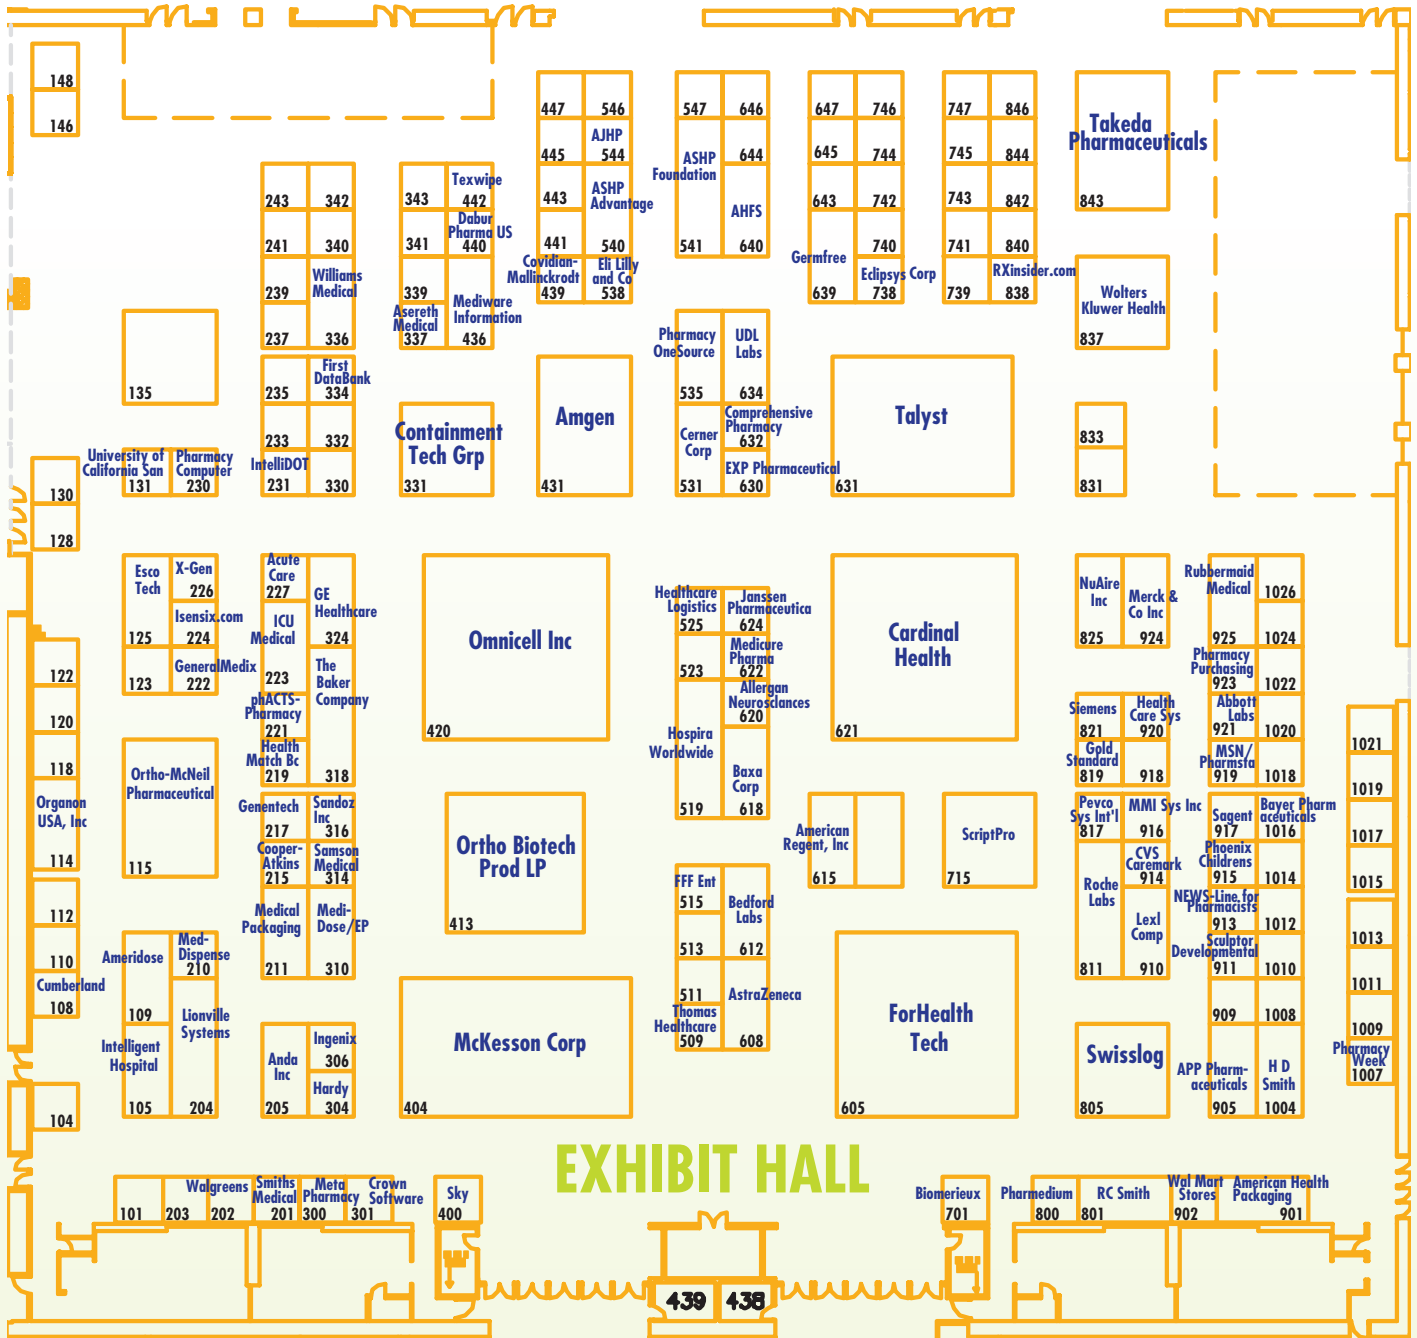 148
146
447
546
547
646
647
746
747
846
Takeda
Pharmaceuticals
843
AJHP
445
544
ASHP
Foundation
644
645
744
745
844
243
342
343
Texwipe
442
443
ASHP
Advantage
AHFS
643
742
743
842
241
340
341
Dabur
Pharma US
440
441
540
541
640
Germfree
740
741
840
Williams
Medical
239
339
Covidian-
Mallinckrodt
439
Eli Lilly
and Co
538
639
Eclipsys Corp
738
739
RXinsider.com
838
Wolters
Kluwer Health
837
237
336
Asereth
Medical
337
Mediware
Information
436
Pharmacy
OneSource
535
UDL
Labs
634
135
235
First
DataBank
334
Amgen
431
Talyst
631
233
332
Containment
Tech Grp
331
Cerner
Corp
531
Comprehensive
Pharmacy
632
EXP Pharmaceutical
630
833
831
University of
California San
131
Pharmacy
Computer
230
IntelliDOT
231
330
130
128
Esco
Tech
125
X-Gen
226
Isensix.com
224
123
GeneralMedix
222
Acute
Care
227
ICU
Medical
223
GE
Healthcare
324
The
Baker
Company
318
phACTS-
Pharmacy
221
Health
Match Bc
219
Omnicell Inc
420
Healthcare
Logistics
525
Janssen
Pharmaceutica
624
523
Medicure
Pharma
622
Allergan
Neurosciances
620
Hospira
Worldwide
519
Baxa
Corp
618
Cardinal
Health
621
NuAire
Inc
825
Merck &
Co Inc
924
Rubbermaid
Medical
925
1026
1024
Pharmacy
Purchasing
923
1022
Siemens
821
Health
Care Sys
920
Abbott
Labs
921
1020
Gold
Standard
819
918
MSN/
Pharmsta
919
1018
122
120
118
Organon
USA, Inc
114
Ortho-McNeil
Pharmaceutical
115
Genentech
217
Sandoz
Inc
316
Cooper-
Atkins
215
Samson
Medical
314
Medical
Packaging
211
Medi-
Dose/EP
310
Ortho Biotech
Prod LP
413
American
Regent, Inc
615
ScriptPro
715
Pevco
Sys Int'l
817
MMI Sys Inc
916
Sagent
917
Bayer Pharm
aceuticals
1016
Roche
Labs
811
CVS
Caremark
914
Phoenix
Childrens
915
1014
Lexl
Comp
910
NEWS-Line for
Pharmacists
913
1012
Sculptor
Developmental
911
1010
1021
1019
1017
1015
112
110
Cumberland
108
Ameridose
109
Med-
Dispense
210
Lionville
Systems
204
Intelligent
Hospital
105
FFF Ent
515
Bedford
Labs
612
513
511
AstraZeneca
608
Thomas
Healthcare
509
McKesson Corp
404
ForHealth
Tech
605
909
1008
1013
1011
1009
Pharmacy
Week
1007
Anda
Inc
205
Ingenix
306
Hardy
304
Swisslog
805
APP Pharm-
aceuticals
905
H D
Smith
1004
104
EXHIBIT HALL
101
203
Walgreens
202
Smiths
Medical
201
Meta
Pharmacy
300
Crown
Software
301
Sky
400
Biomerieux
701
Pharmedium
800
RC Smith
801
Wal Mart
Stores
902
American Health
Packaging
901
439
438